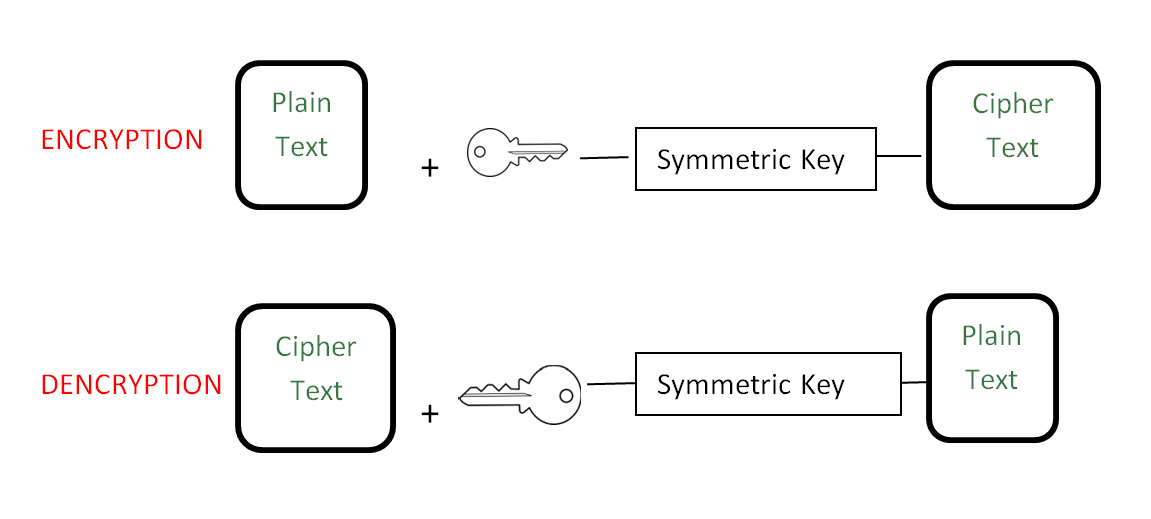 ENCRYPTION
Plain
Text
+
Symmetric Key
Cipher
Text
DENCRYPTION
Cipher
Text
+
Symmetric Key
Plain
Text